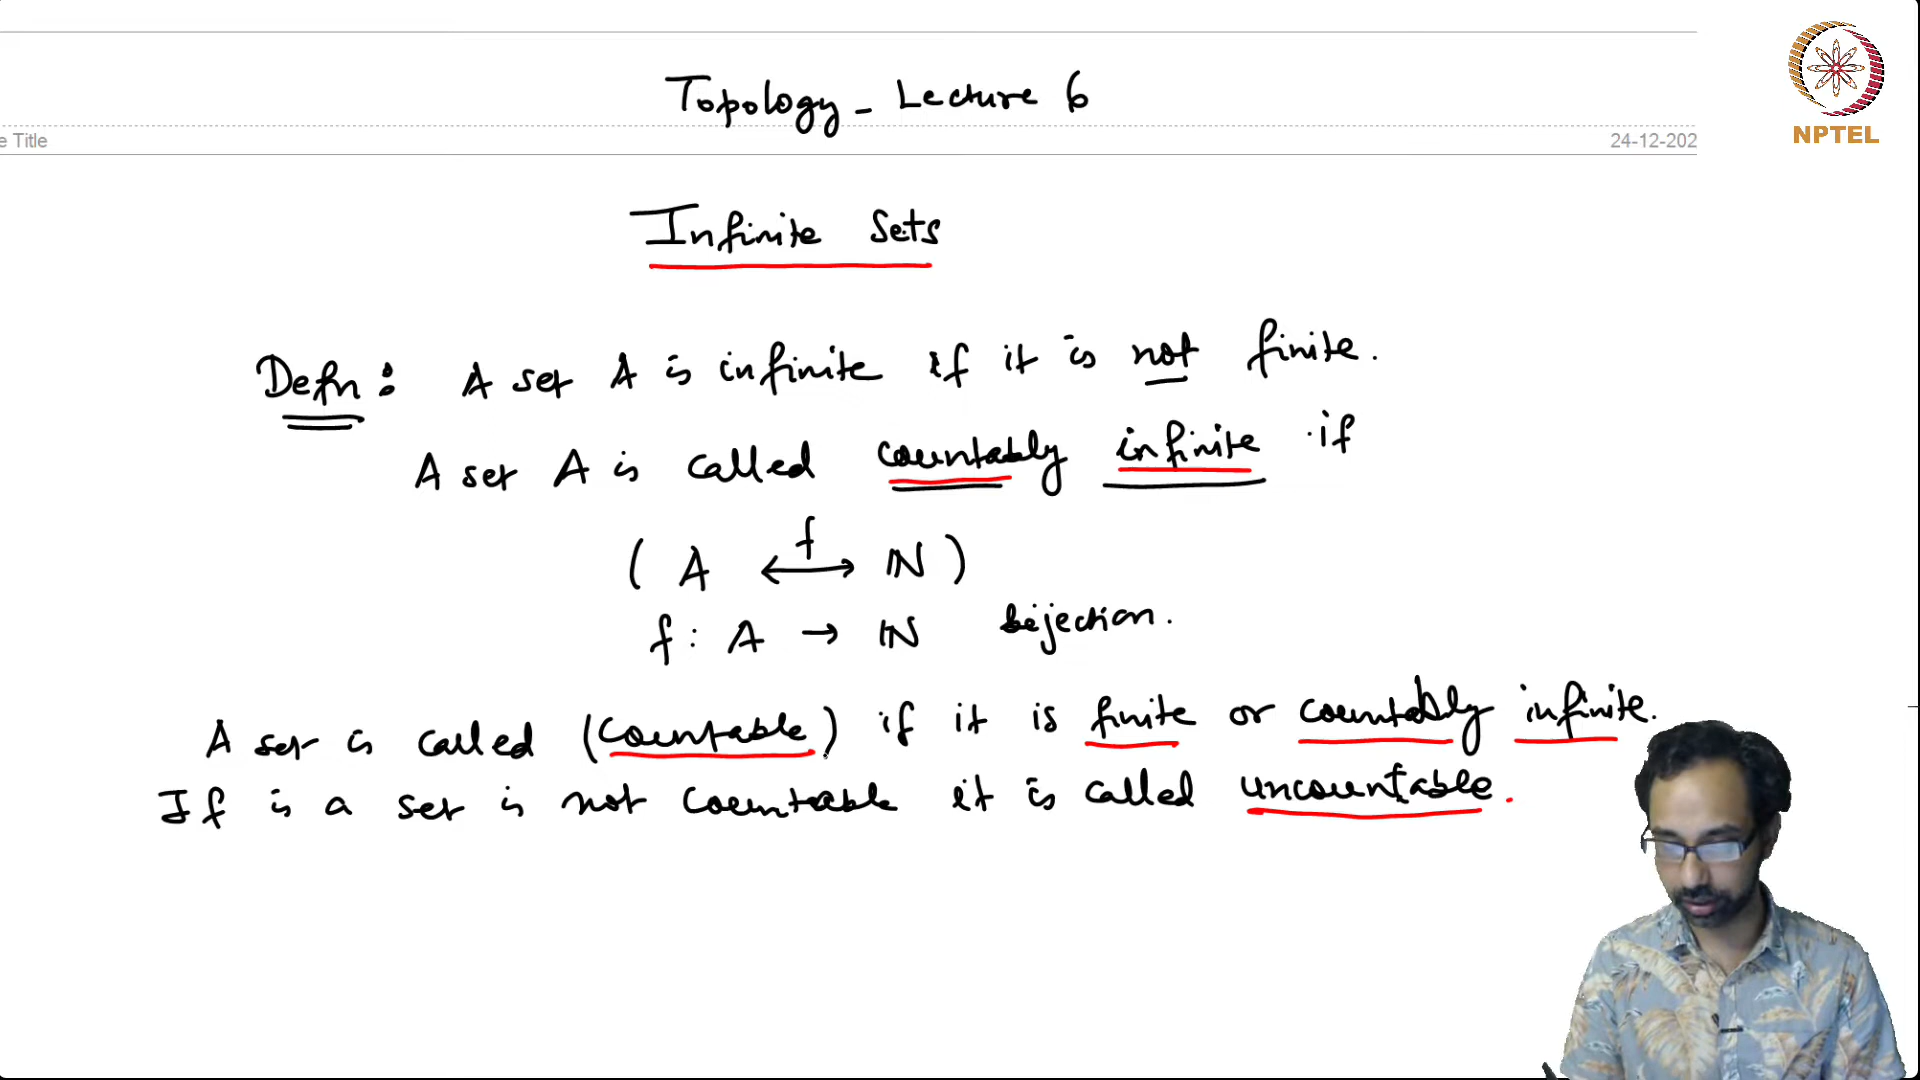 Topology - Lecture 6
NPTEL
e Title
24-12-202
Infinite Sets
Defn: A set A is infinite if it is not finite.
A set A is called countably infinite if
( A <-f-> ℕ )
f: A → ℕ bijection.
A set is called (countable) if it is finite or countably infinite.
If is a set is not countable it is called uncountable.